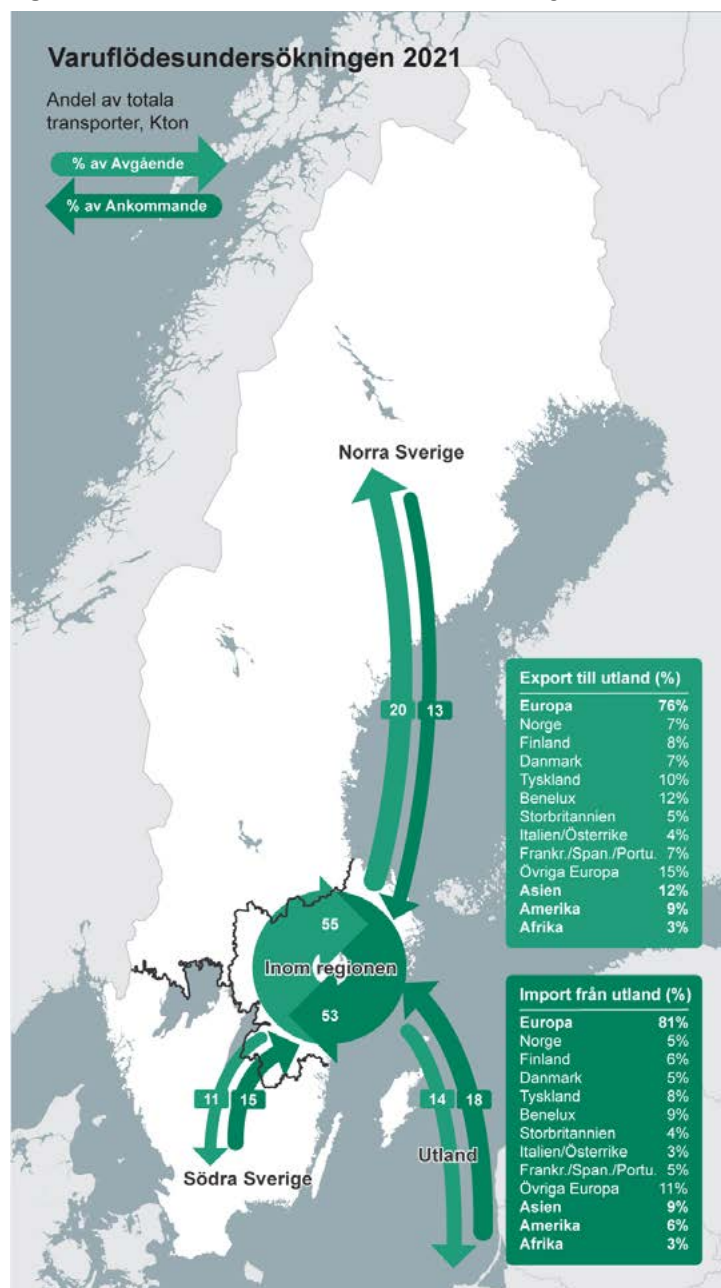 Varuflödesundersökningen 2021
Andel av totala
transporter, Kton
% av Avgående
% av Ankommande
Norra Sverige
20 13
55
Inom regionen
53
11 15
Södra Sverige
14 18
Utland
Export till utland (%)
Europa 76%
Norge 7%
Finland 8%
Danmark 7%
Tyskland 10%
Benelux 12%
Storbritannien 5%
Italien/Österrike 4%
Frankr./Span./Portu. 7%
Övriga Europa 15%
Asien 12%
Amerika 9%
Afrika 3%
Import från utland (%)
Europa 81%
Norge 5%
Finland 6%
Danmark 5%
Tyskland 8%
Benelux 9%
Storbritannien 4%
Italien/Österrike 3%
Frankr./Span./Portu. 5%
Övriga Europa 11%
Asien 9%
Amerika 6%
Afrika 3%